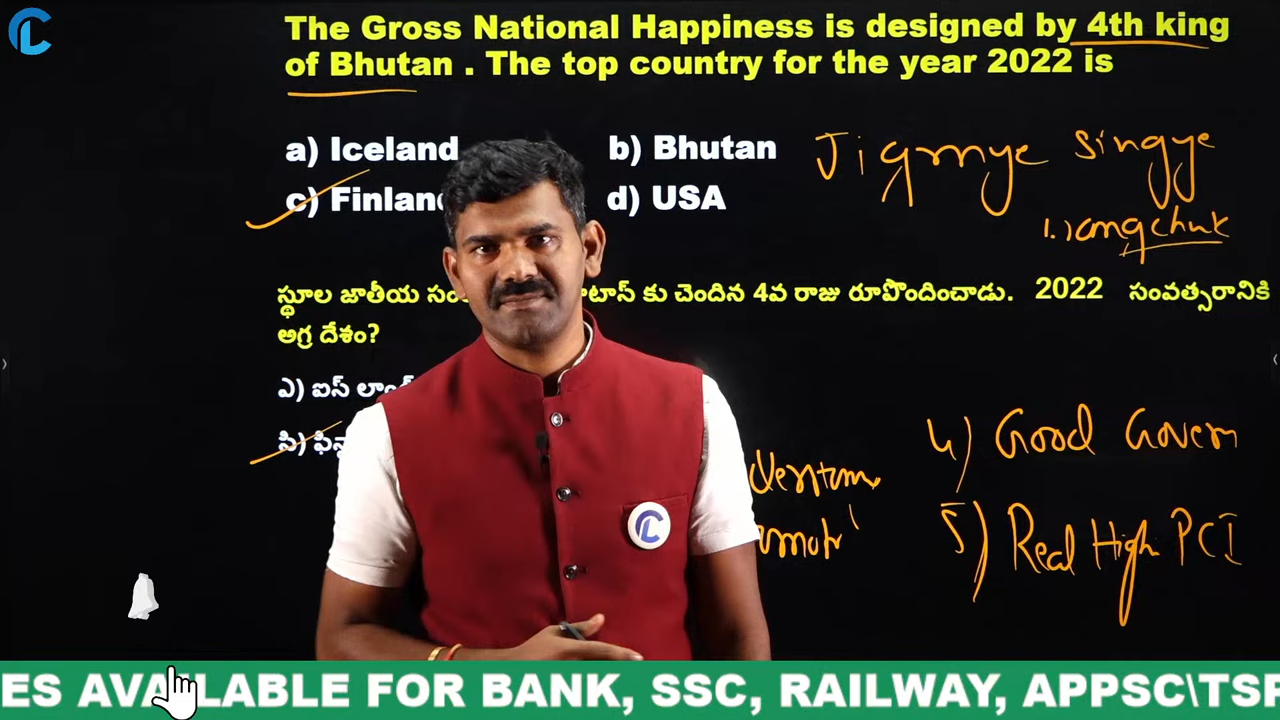 The Gross National Happiness is designed by 4th king
of Bhutan . The top country for the year 2022 is
a) Iceland b) Bhutan
c) Finland d) USA
Jigmye Singye
Wangchuk
స్థూల జాతీయ కు చెందిన 4వ రాజు రూపొందించాడు. 2022 సంవత్సరానికి
అగ్ర దేశం?
ఎ) ఐస్ లాండ్
సి)
4) Good Govern
5) Real High PCI
ES AVAILABLE FOR BANK, SSC, RAILWAY, APPSC\TSP